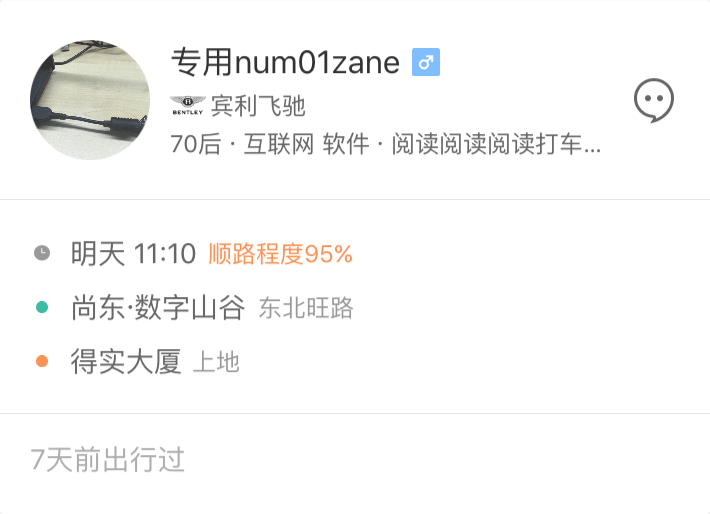 专用num01zane
BENTLEY 宾利飞驰
70后 · 互联网 软件 · 阅读阅读阅读打车...
明天 11:10 顺路程度95%
尚东·数字山谷 东北旺路
得实大厦 上地
7天前出行过